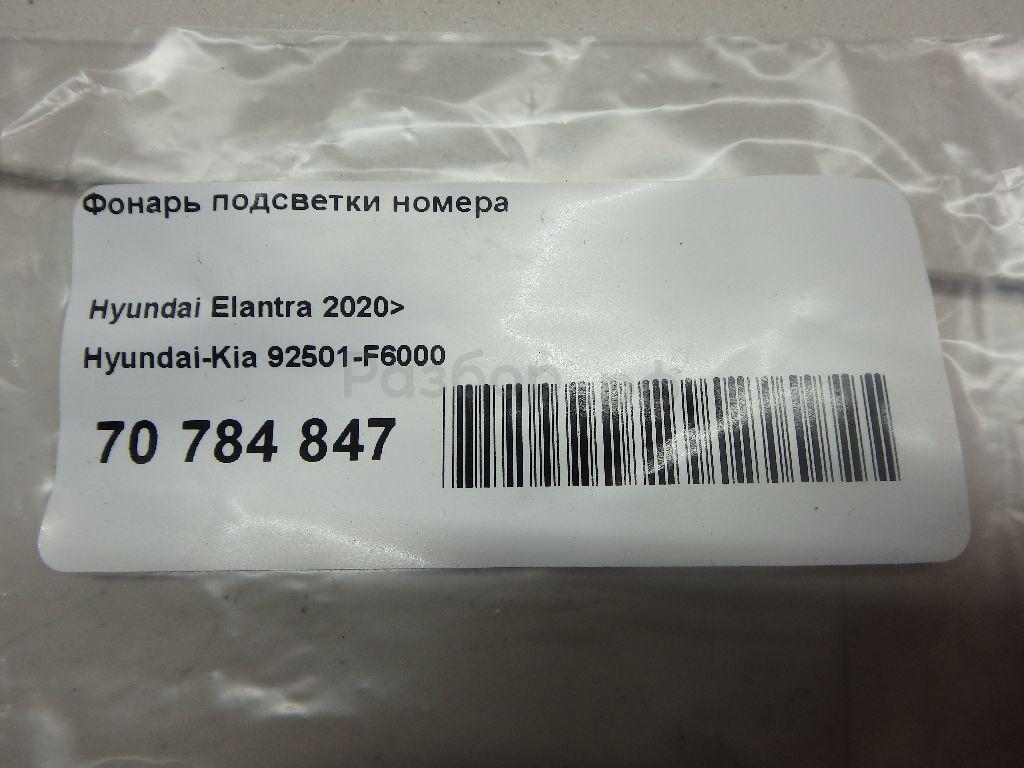 Фонарь подсветки номера
Hyundai Elantra 2020>
Hyundai-Kia 92501-F6000
70 784 847